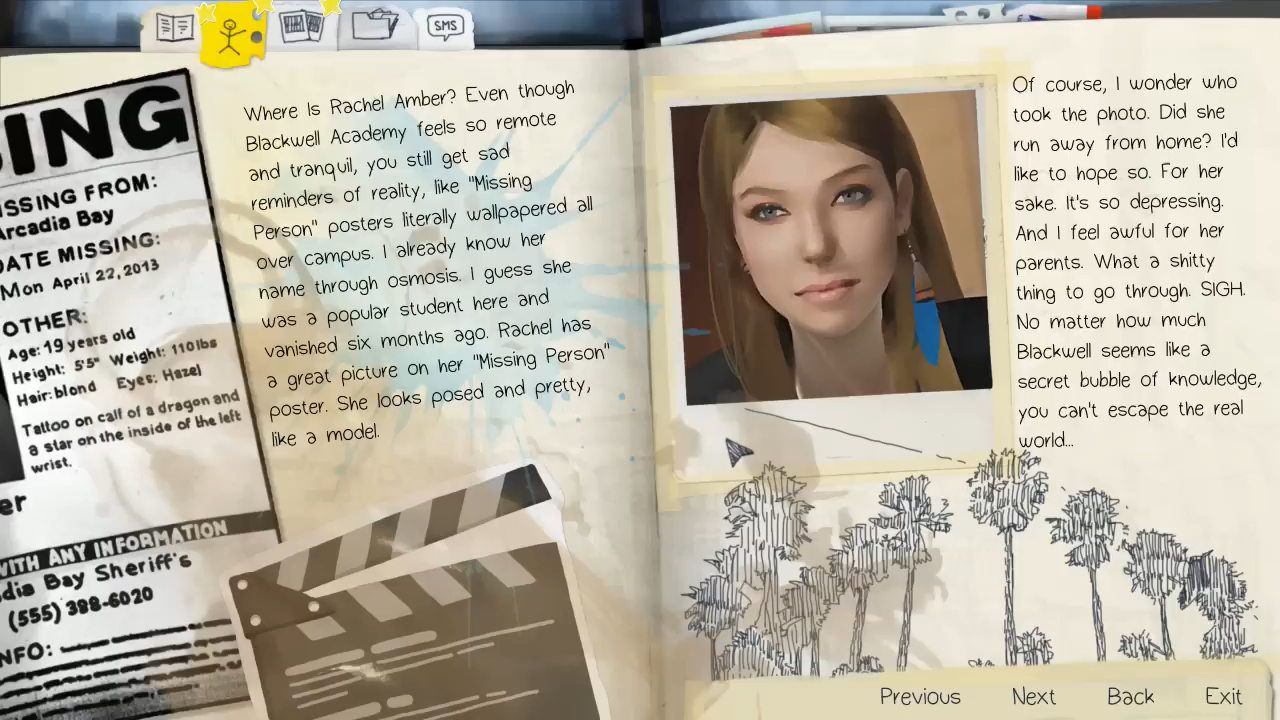 SMS
SING
ISSING FROM:
Arcadia Bay
DATE MISSING:
Mon April 22, 2013
OTHER:
Age: 19 years old
Height: 5'5" Weight: 110lbs
Hair: blond Eyes: Hazel
Tattoo on calf of a dragon and
a star on the inside of the left
wrist.
er
WITH ANY INFORMATION
dia Bay Sheriff's
(555) 388-6020
NFO:
Where Is Rachel Amber? Even though
Blackwell Academy feels so remote
and tranquil, you still get sad
reminders of reality, like "Missing
Person" posters literally wallpapered all
over campus. I already know her
name through osmosis. I guess she
was a popular student here and
vanished six months ago. Rachel has
a great picture on her "Missing Person"
poster. She looks posed and pretty,
like a model.
Of course, I wonder who
took the photo. Did she
run away from home? I'd
like to hope so. For her
sake. It's so depressing.
And I feel awful for her
parents. What a shitty
thing to go through. SIGH.
No matter how much
Blackwell seems like a
secret bubble of knowledge,
you can't escape the real
world...
Previous Next Back Exit